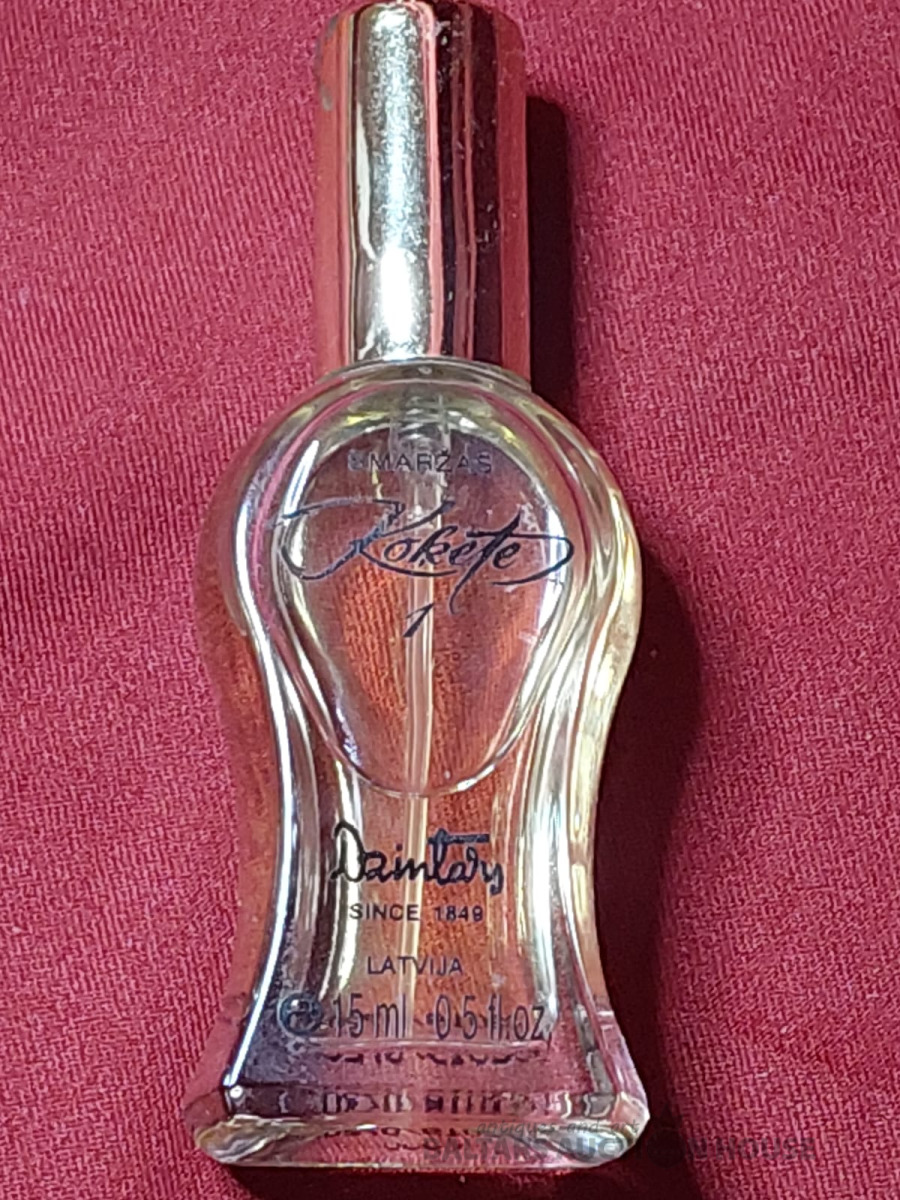 SMARŽAS
Kokete
1
Dzintars
SINCE 1849
LATVIJA
15 ml 0.5 fl.oz.